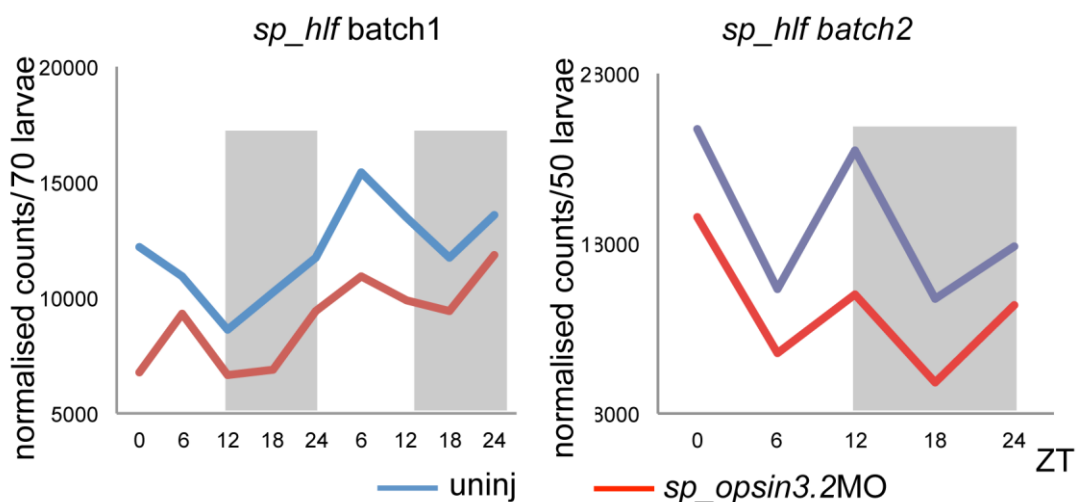 sp_hlf batch1
normalised counts/70 larvae
20000
15000
10000
5000
0 6 12 18 24 6 12 18 24
sp_hlf batch2
normalised counts/50 larvae
23000
13000
3000
0 6 12 18 24
ZT
uninj
sp_opsin3.2MO